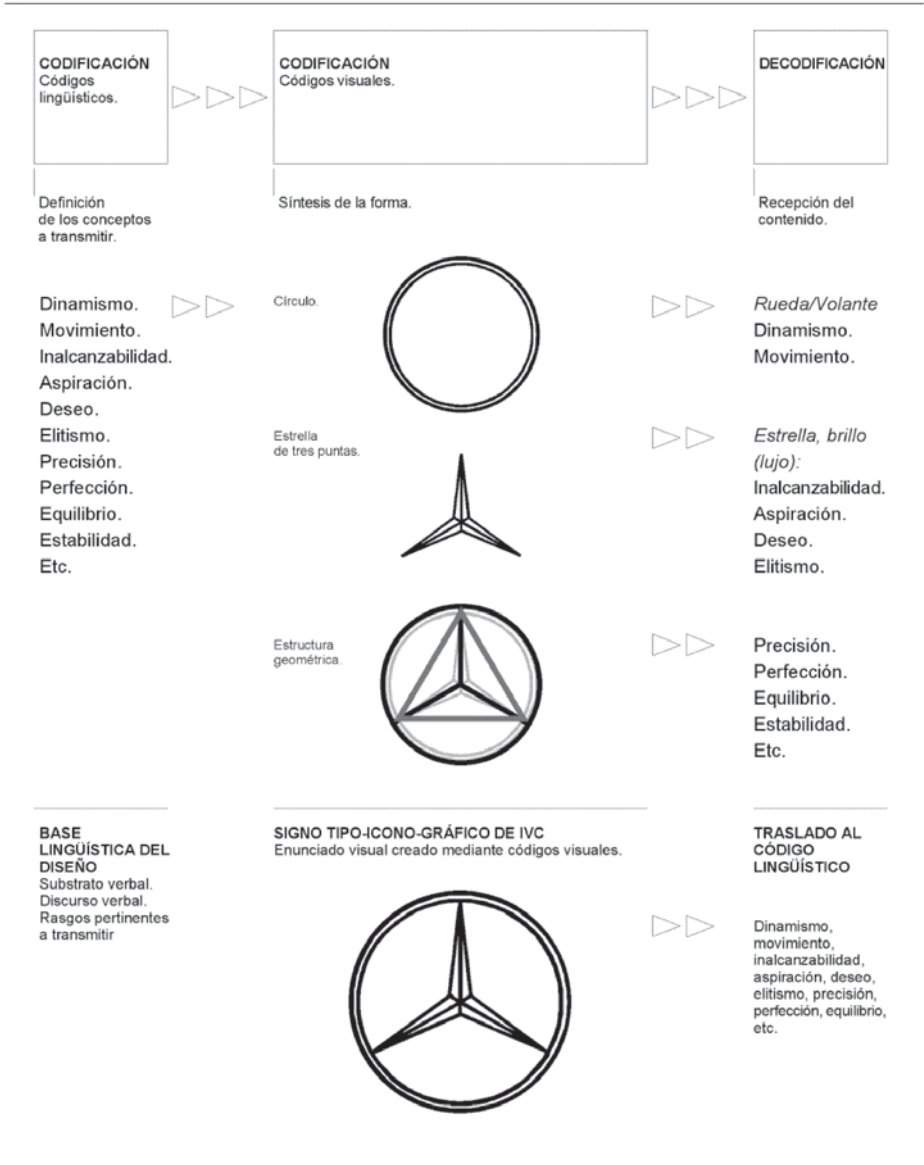 CODIFICACIÓN
Códigos
lingüísticos.
CODIFICACIÓN
Códigos visuales.
DECODIFICACIÓN
Definición
de los conceptos
a transmitir.
Síntesis de la forma.
Recepción del
contenido.
Dinamismo.
Movimiento.
Inalcanzabilidad.
Aspiración.
Deseo.
Elitismo.
Precisión.
Perfección.
Equilibrio.
Estabilidad.
Etc.
Círculo.
Rueda/Volante
Dinamismo.
Movimiento.
Estrella
de tres puntas.
Estrella, brillo
(lujo):
Inalcanzabilidad.
Aspiración.
Deseo.
Elitismo.
Estructura
geométrica.
Precisión.
Perfección.
Equilibrio.
Estabilidad.
Etc.
BASE
LINGÜÍSTICA DEL
DISEÑO
Substrato verbal.
Discurso verbal.
Rasgos pertinentes
a transmitir
SIGNO TIPO-ICONO-GRÁFICO DE IVC
Enunciado visual creado mediante códigos visuales.
TRASLADO AL
CÓDIGO
LINGÜÍSTICO
Dinamismo,
movimiento,
inalcanzabilidad,
aspiración, deseo,
elitismo, precisión,
perfección, equilibrio,
etc.